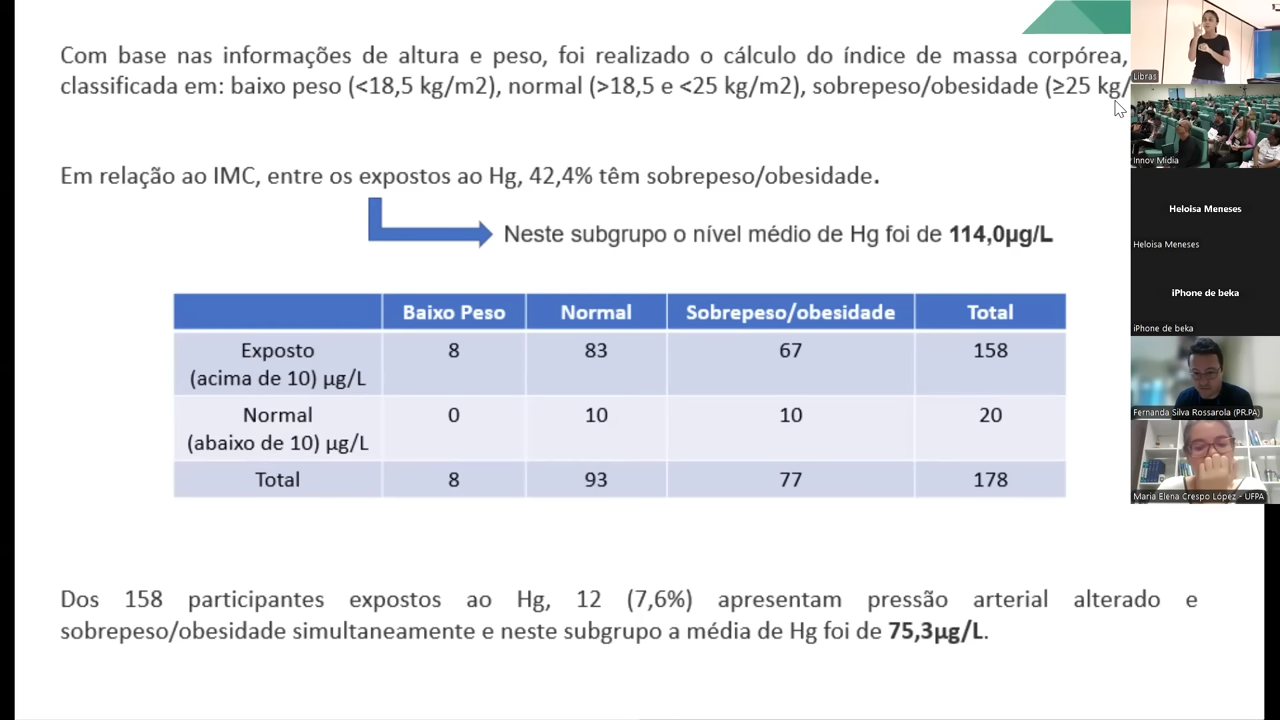 Com base nas informações de altura e peso, foi realizado o cálculo do índice de massa corpórea,
classificada em: baixo peso (<18,5 kg/m2), normal (>18,5 e <25 kg/m2), sobrepeso/obesidade (≥25 kg/
Em relação ao IMC, entre os expostos ao Hg, 42,4% têm sobrepeso/obesidade.
Neste subgrupo o nível médio de Hg foi de 114,0µg/L
Baixo Peso Normal Sobrepeso/obesidade Total
Exposto
(acima de 10) µg/L 8 83 67 158
Normal
(abaixo de 10) µg/L 0 10 10 20
Total 8 93 77 178
Dos 158 participantes expostos ao Hg, 12 (7,6%) apresentam pressão arterial alterado e
sobrepeso/obesidade simultaneamente e neste subgrupo a média de Hg foi de 75,3µg/L.
Libras
Innov Midia
Heloisa Meneses
Heloisa Meneses
iPhone de beka
iPhone de beka
Fernanda Silva Rossarola (PR.PA)
Maria Elena Crespo López - UFPA